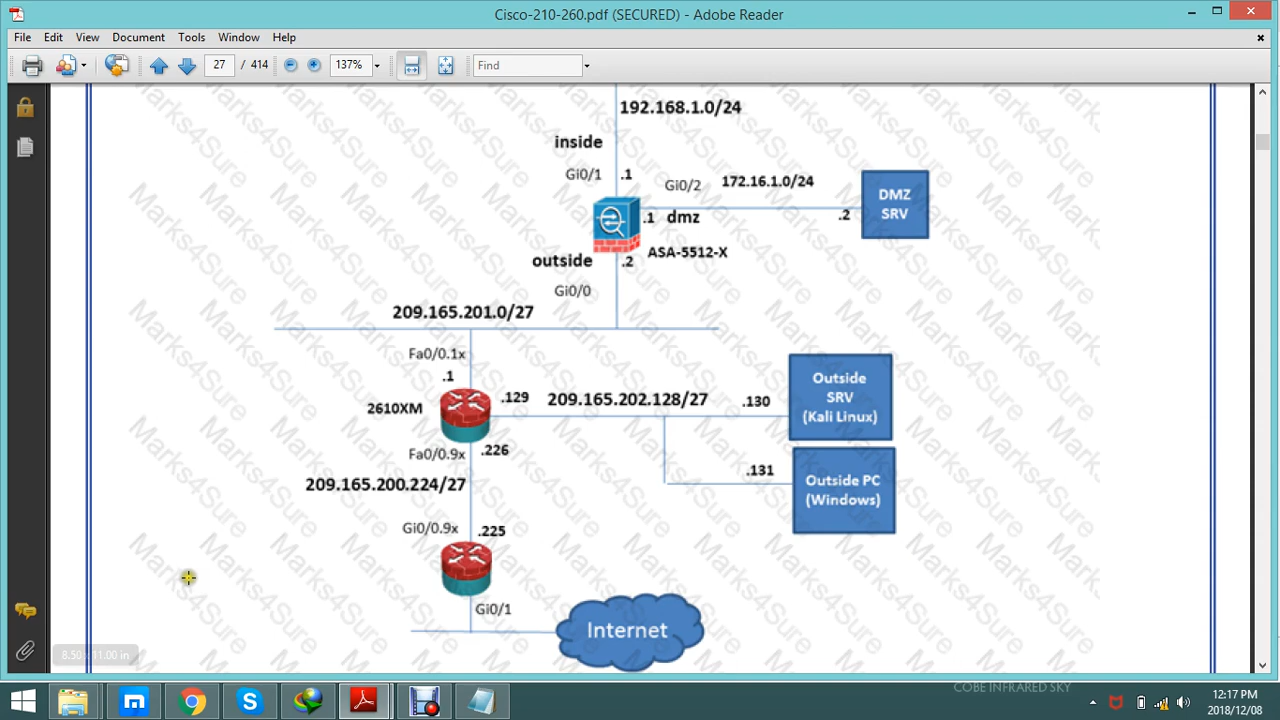 Cisco-210-260.pdf (SECURED) - Adobe Reader
File Edit View Document Tools Window Help
27 / 414 137% Find
192.168.1.0/24
inside
Gi0/1 .1
Gi0/2 172.16.1.0/24
DMZ
SRV
.1 dmz .2
ASA-5512-X
outside .2
Gi0/0
209.165.201.0/27
Fa0/0.1x
.1
2610XM
.129 209.165.202.128/27 .130
Outside
SRV
(Kali Linux)
Fa0/0.9x .226
.131
Outside PC
(Windows)
209.165.200.224/27
Gi0/0.9x .225
Gi0/1
Internet
Marks4Sure
8.50 x 11.00 in
COBE INFRARED SKY
12:17 PM
2018/12/08